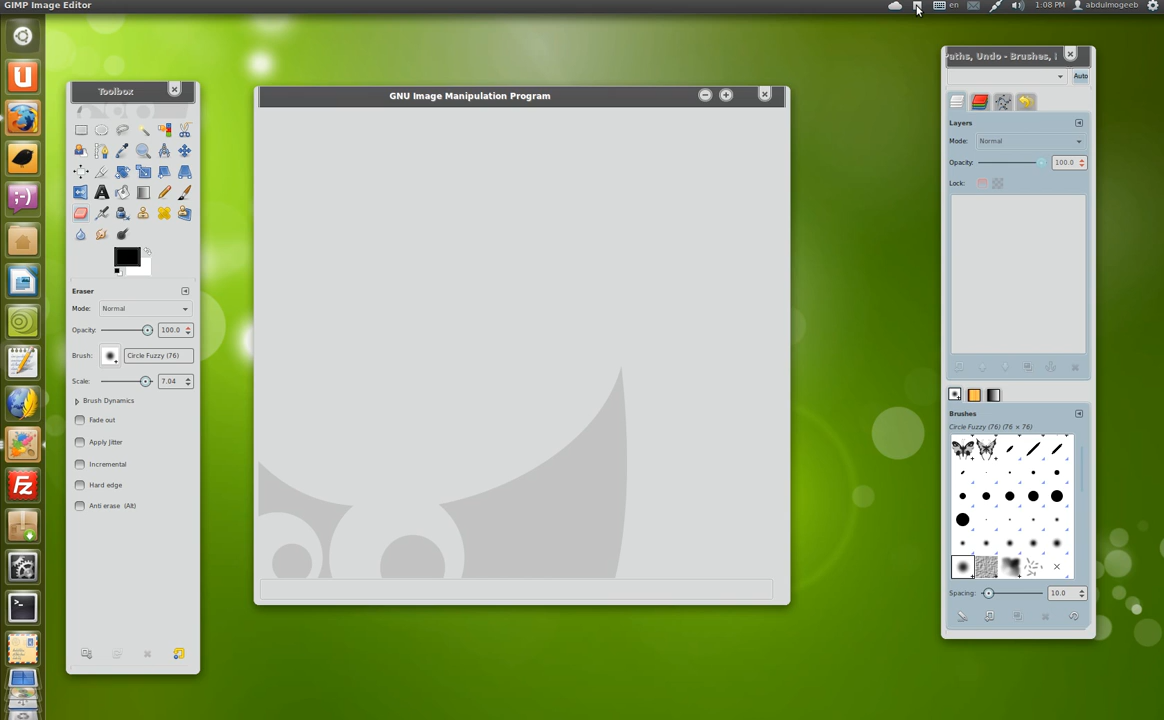 GIMP Image Editor
en
1:08 PM
abdulmogeeb
Toolbox
GNU Image Manipulation Program
Paths, Undo - Brushes,
Auto
Layers
Mode: Normal
Opacity: 100.0
Lock:
Eraser
Mode: Normal
Opacity: 100.0
Brush: Circle Fuzzy (76)
Scale: 7.04
Brush Dynamics
Fade out
Apply Jitter
Incremental
Hard edge
Anti erase (Alt)
Brushes
Circle Fuzzy (76) (76 × 76)
Spacing: 10.0